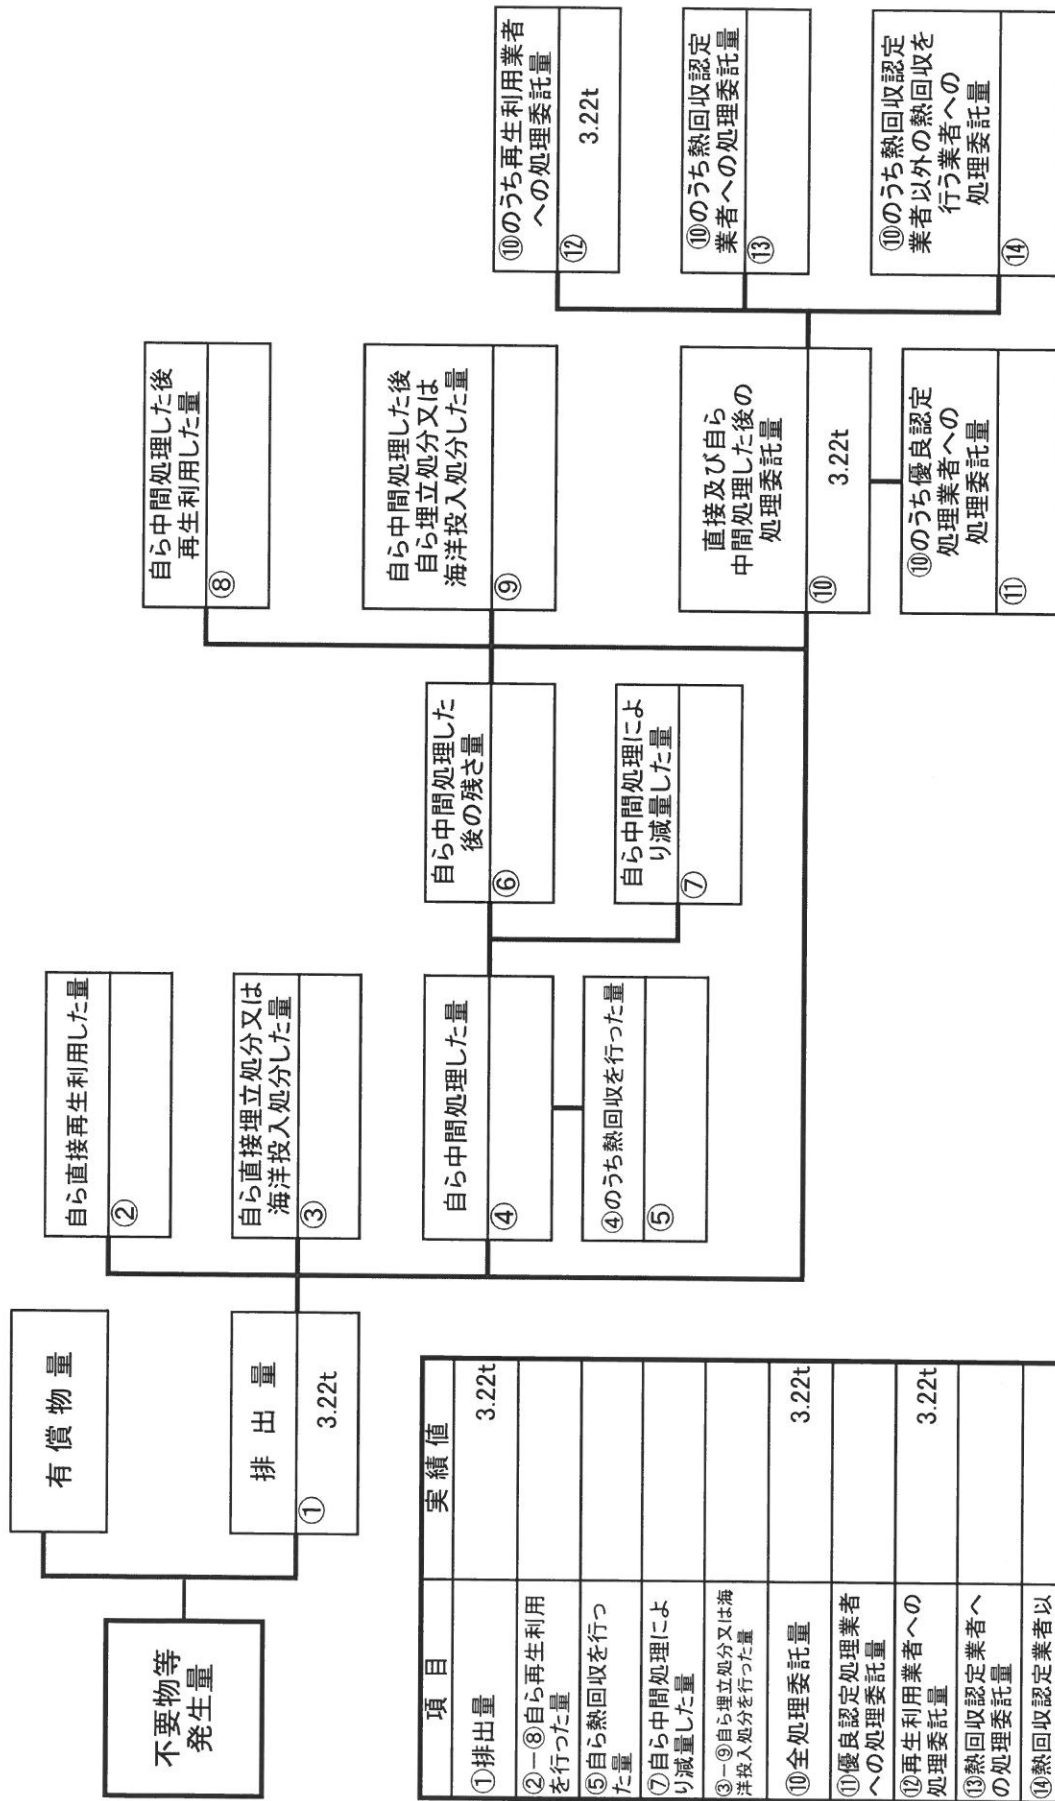 不要物等
発生量
有償物量
排出量
①
3.22t
自ら直接再生利用した量
②
自ら直接埋立処分又は
海洋投入処分した量
③
自ら中間処理した量
④
④のうち熱回収を行った量
⑤
自ら中間処理した
後の残さ量
⑥
自ら中間処理によ
り減量した量
⑦
自ら中間処理した後
再生利用した量
⑧
自ら中間処理した後
自ら埋立処分又は
海洋投入処分した量
⑨
直接及び自ら
中間処理した後の
処理委託量
⑩
3.22t
⑩のうち優良認定
処理業者への
処理委託量
⑪
⑩のうち再生利用業者
への処理委託量
⑫
3.22t
⑩のうち熱回収認定
業者への処理委託量
⑬
⑩のうち熱回収認定
業者以外の熱回収を
行う業者への
処理委託量
⑭
項目 実績値
①排出量 3.22t
②ー⑧自ら再生利用
を行った量
⑤自ら熱回収を行っ
た量
⑦自ら中間処理によ
り減量した量
③ー⑨自ら埋立処分又は海
洋投入処分を行った量
⑩全処理委託量 3.22t
⑪優良認定処理業者
への処理委託量
⑫再生利用業者への
処理委託量 3.22t
⑬熱回収認定業者へ
の処理委託量
⑭熱回収認定業者以